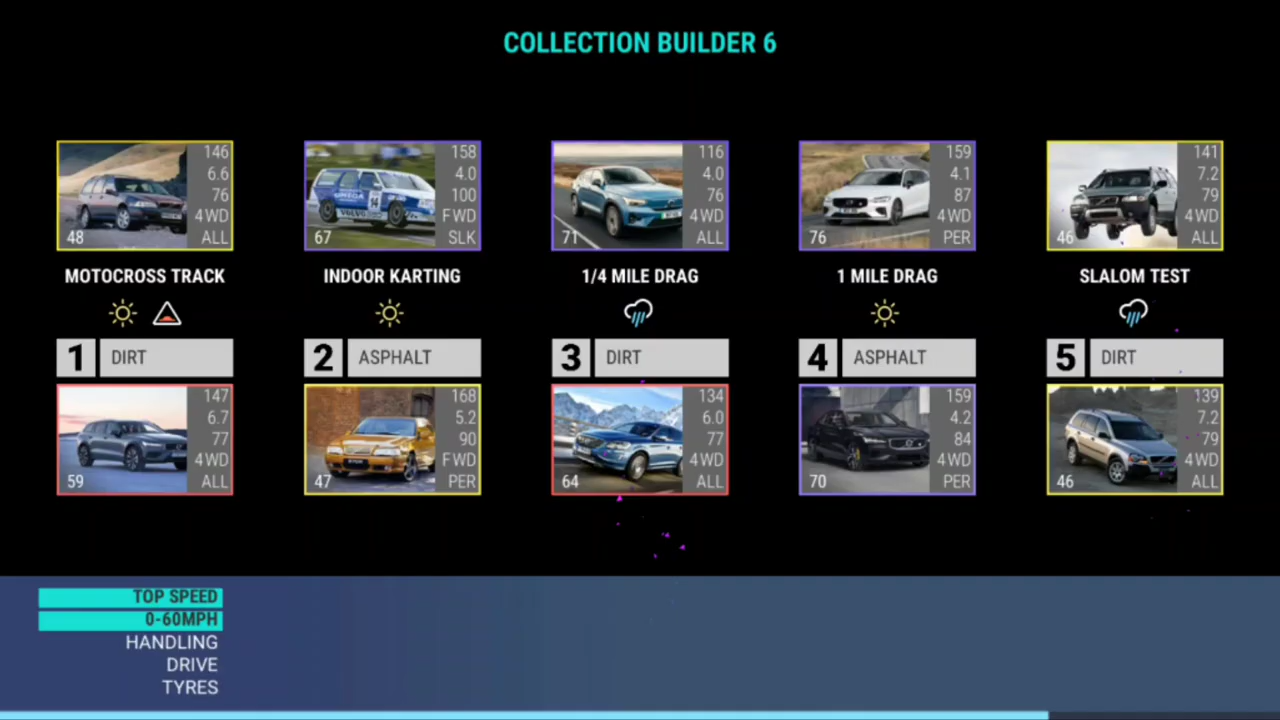 COLLECTION BUILDER 6
146
6.6
76
4WD
48 ALL
158
4.0
100
FWD
67 SLK
116
4.0
76
4WD
71 ALL
159
4.1
87
4WD
76 PER
141
7.2
79
4WD
46 ALL
MOTOCROSS TRACK
INDOOR KARTING
1/4 MILE DRAG
1 MILE DRAG
SLALOM TEST
1 DIRT
2 ASPHALT
3 DIRT
4 ASPHALT
5 DIRT
147
6.7
77
4WD
59 ALL
168
5.2
90
FWD
47 PER
134
6.0
77
4WD
64 ALL
159
4.2
84
4WD
70 PER
139
7.2
79
4WD
46 ALL
TOP SPEED
0-60MPH
HANDLING
DRIVE
TYRES